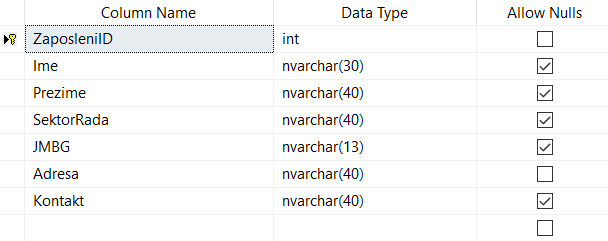 Column Name Data Type Allow Nulls
ZaposleniID int
Ime nvarchar(30)
Prezime nvarchar(40)
SektorRada nvarchar(40)
JMBG nvarchar(13)
Adresa nvarchar(40)
Kontakt nvarchar(40)